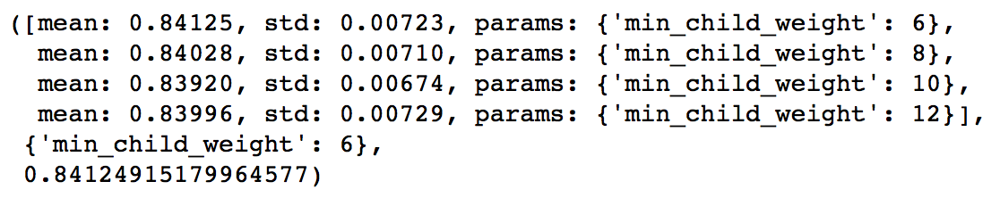 ([mean: 0.84125, std: 0.00723, params: {'min_child_weight': 6},
mean: 0.84028, std: 0.00710, params: {'min_child_weight': 8},
mean: 0.83920, std: 0.00674, params: {'min_child_weight': 10},
mean: 0.83996, std: 0.00729, params: {'min_child_weight': 12}],
{'min_child_weight': 6},
0.84124915179964577)